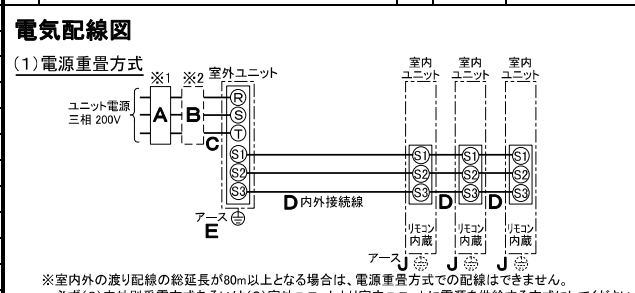 電気配線図
(1)電源重畳方式
※1 ※2 室外ユニット
室内
ユニット
室内
ユニット
室内
ユニット
ユニット電源
三相 200V
A B C
R
S
T
S1 S1 S1 S1
S2 S2 S2 S2
S3 S3 S3 S3
D内外接続線 D D
アース
E
リモコン
内蔵
リモコン
内蔵
リモコン
内蔵
アース J J J
※室内外の渡り配線の総延長が80m以上となる場合は、電源重畳方式での配線はできません。